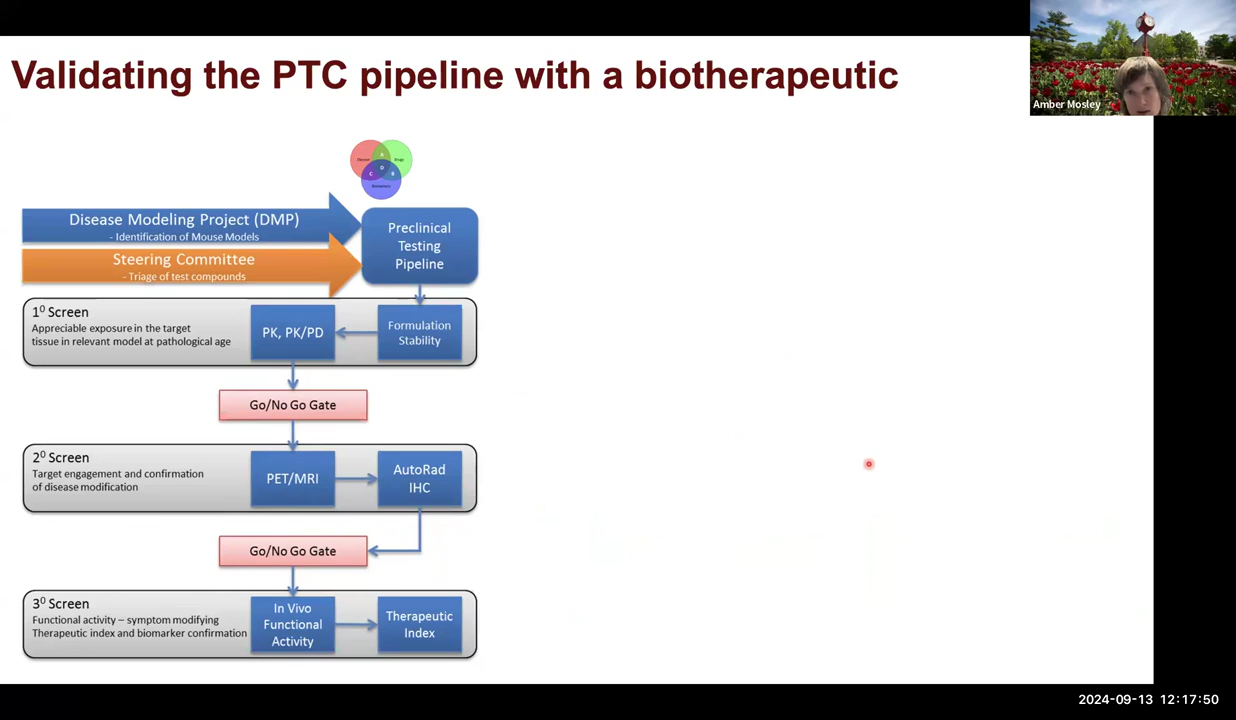 Validating the PTC pipeline with a biotherapeutic
Amber Mosley
A
Drugs
D
C
B
Disease Modeling Project (DMP)
- Identification of Mouse Models
Steering Committee
- Triage of test compounds
Preclinical
Testing
Pipeline
1⁰ Screen
Appreciable exposure in the target
tissue in relevant model at pathological age
PK, PK/PD
Formulation
Stability
Go/No Go Gate
2⁰ Screen
Target engagement and confirmation
of disease modification
PET/MRI
AutoRad
IHC
Go/No Go Gate
3⁰ Screen
Functional activity – symptom modifying
Therapeutic index and biomarker confirmation
In Vivo
Functional
Activity
Therapeutic
Index
2024-09-13 12:17:50